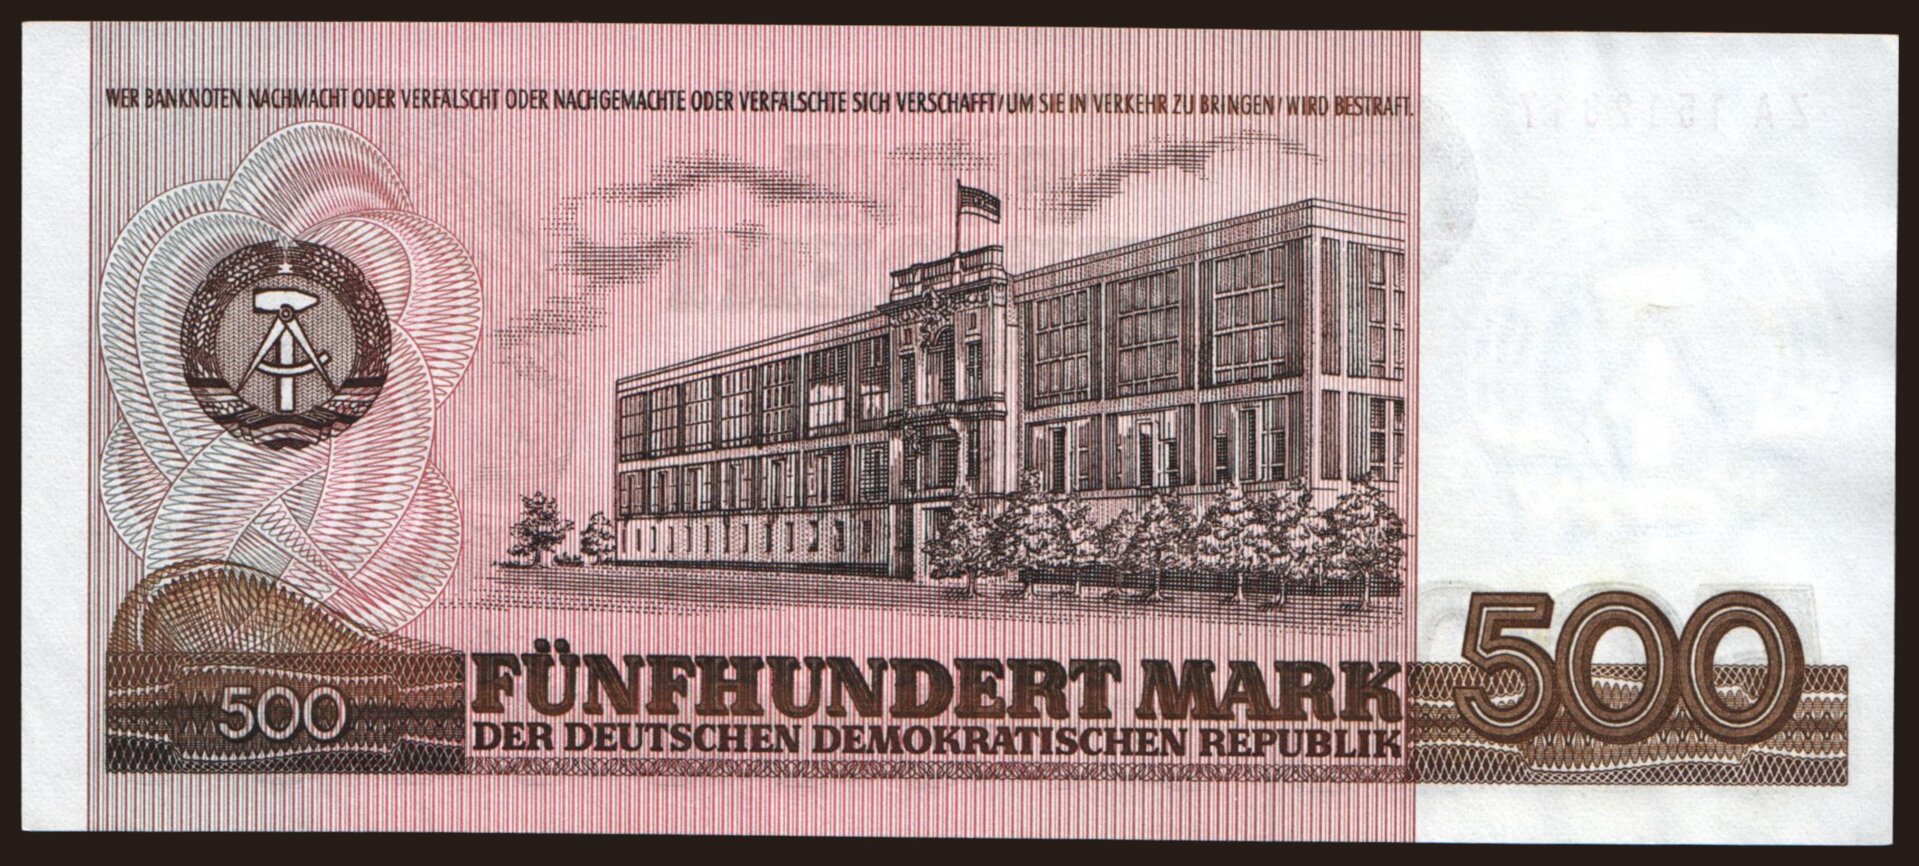 WER BANKNOTEN NACHMACHT ODER VERFÄLSCHT ODER NACHGEMACHTE ODER VERFÄLSCHTE SICH VERSCHAFFT/UM SIE IN VERKEHR ZU BRINGEN/WIRD BESTRAFT.
500
FÜNFHUNDERT MARK
DER DEUTSCHEN DEMOKRATISCHEN REPUBLIK
500